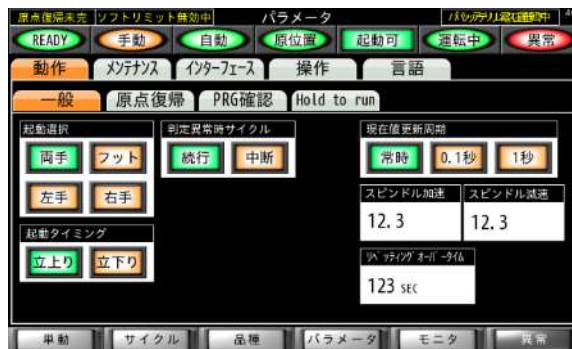 原点復帰未完 ソフトリミット無効中 パラメータ
READY 手動 自動 原位置 起動可 運転中 異常
動作 メンテナンス インターフェース 操作 言語
一般 原点復帰 PRG確認 Hold to run
起動選択 判定異常時サイクル 現在値更新周期
両手 フット 続行 中断 常時 0.1秒 1秒
左手 右手
スピンドル加速 スピンドル減速
12.3 12.3
起動タイミング
立上り 立下り
リベッティングオーバータイム
123 SEC
単動 サイクル 品種 パラメータ モニタ 異常